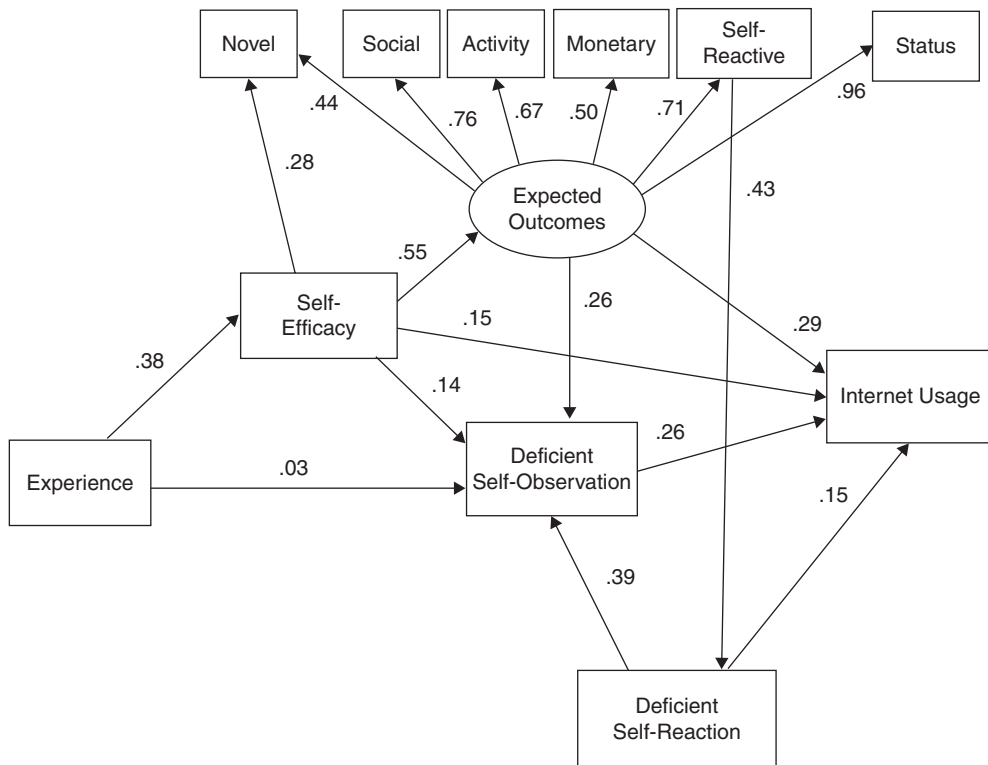 Novel
Social
Activity
Monetary
Self-
Reactive
Status
.44
.76
.67
.50
.71
.96
.28
.43
Expected
Outcomes
.55
Self-
Efficacy
.26
.15
.29
.38
.14
Internet Usage
.26
Deficient
Self-Observation
Experience
.03
.15
.39
Deficient
Self-Reaction